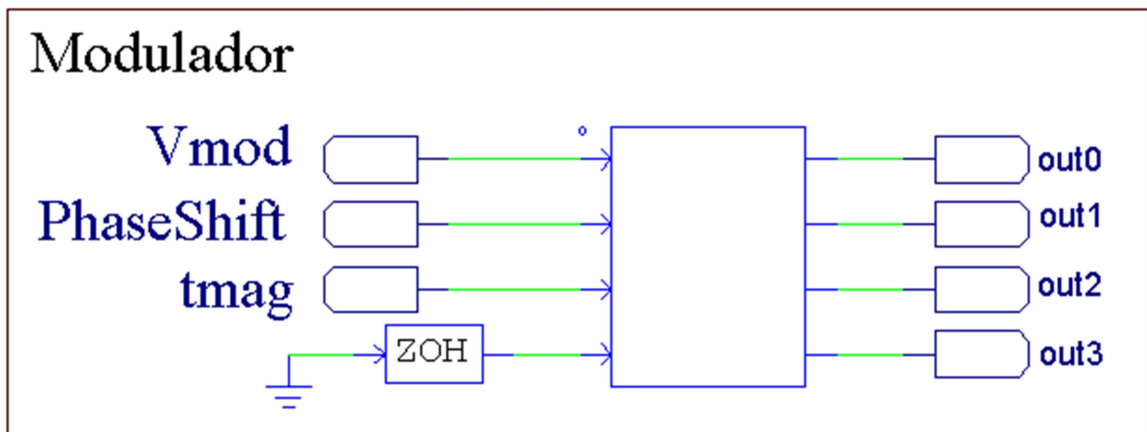 Modulador
Vmod
out0
PhaseShift
out1
tmag
out2
ZOH
out3